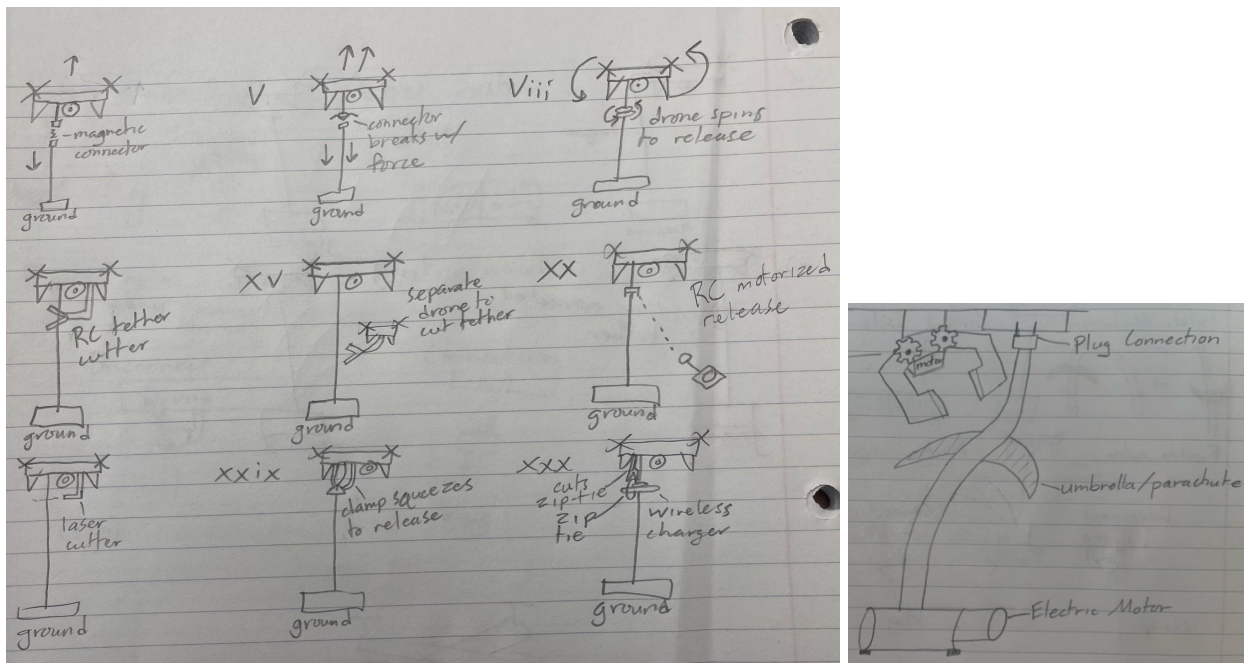 - magnetic
connector
ground
V
connector
breaks w/
force
ground
Viii
drone spins
to release
ground
RC tether
cutter
ground
XV
separate
drone to
cut tether
ground
XX
RC motorized
release
ground
laser
cutter
ground
xxix
clamp squeezes
to release
ground
xxx
cuts
zip-tie
zip
tie
wireless
charger
ground
motor
Plug Connection
umbrella/parachute
Electric Motor